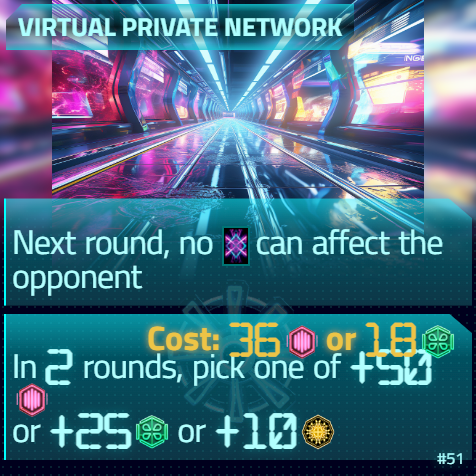 VIRTUAL PRIVATE NETWORK
Next round, no can affect the
opponent
Cost: 36 or 18
In 2 rounds, pick one of +50
or +25 or +10
#51